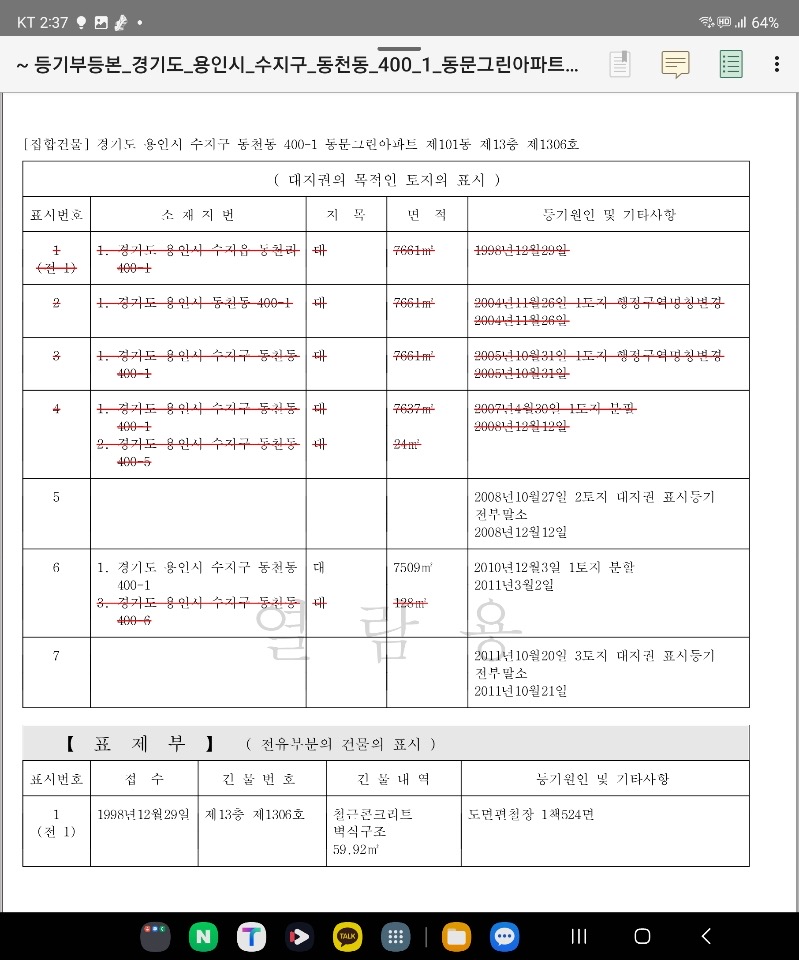 KT 2:37
64%
~ 등기부등본_경기도_용인시_수지구_동천동_400_1_동문그린아파트...
[집합건물] 경기도 용인시 수지구 동천동 400-1 동문그린아파트 제101동 제13층 제1306호
( 대지권의 목적인 토지의 표시 )
표시번호 소 재 지 번 지 목 면 적 등기원인 및 기타사항
1 1. 경기도 용인시 수지읍 동천리 대 7661㎡ 1998년12월29일
(전 1) 400-1
2 1. 경기도 용인시 동천동 400-1 대 7661㎡ 2004년11월26일 1토지 행정구역명칭변경
2004년11월26일
3 1. 경기도 용인시 수지구 동천동 대 7661㎡ 2005년10월31일 1토지 행정구역명칭변경
400-1 2005년10월31일
4 1. 경기도 용인시 수지구 동천동 대 7637㎡ 2007년4월30일 1토지 분필
400-1 2008년12월12일
2. 경기도 용인시 수지구 동천동 대 24㎡
400-5
5 2008년10월27일 2토지 대지권 표시등기
전부말소
2008년12월12일
6 1. 경기도 용인시 수지구 동천동 대 7509㎡ 2010년12월3일 1토지 분할
400-1 2011년3월2일
3. 경기도 용인시 수지구 동천동 대 128㎡
400-6
열 람 용
7 2011년10월20일 3토지 대지권 표시등기
전부말소
2011년10월21일
【 표 제 부 】 ( 전유부분의 건물의 표시 )
표시번호 접 수 건 물 번 호 건 물 내 역 등기원인 및 기타사항
1 1998년12월29일 제13층 제1306호 철근콘크리트 도면편철장 1책524면
(전 1) 벽식구조
59.92㎡
N T TALK